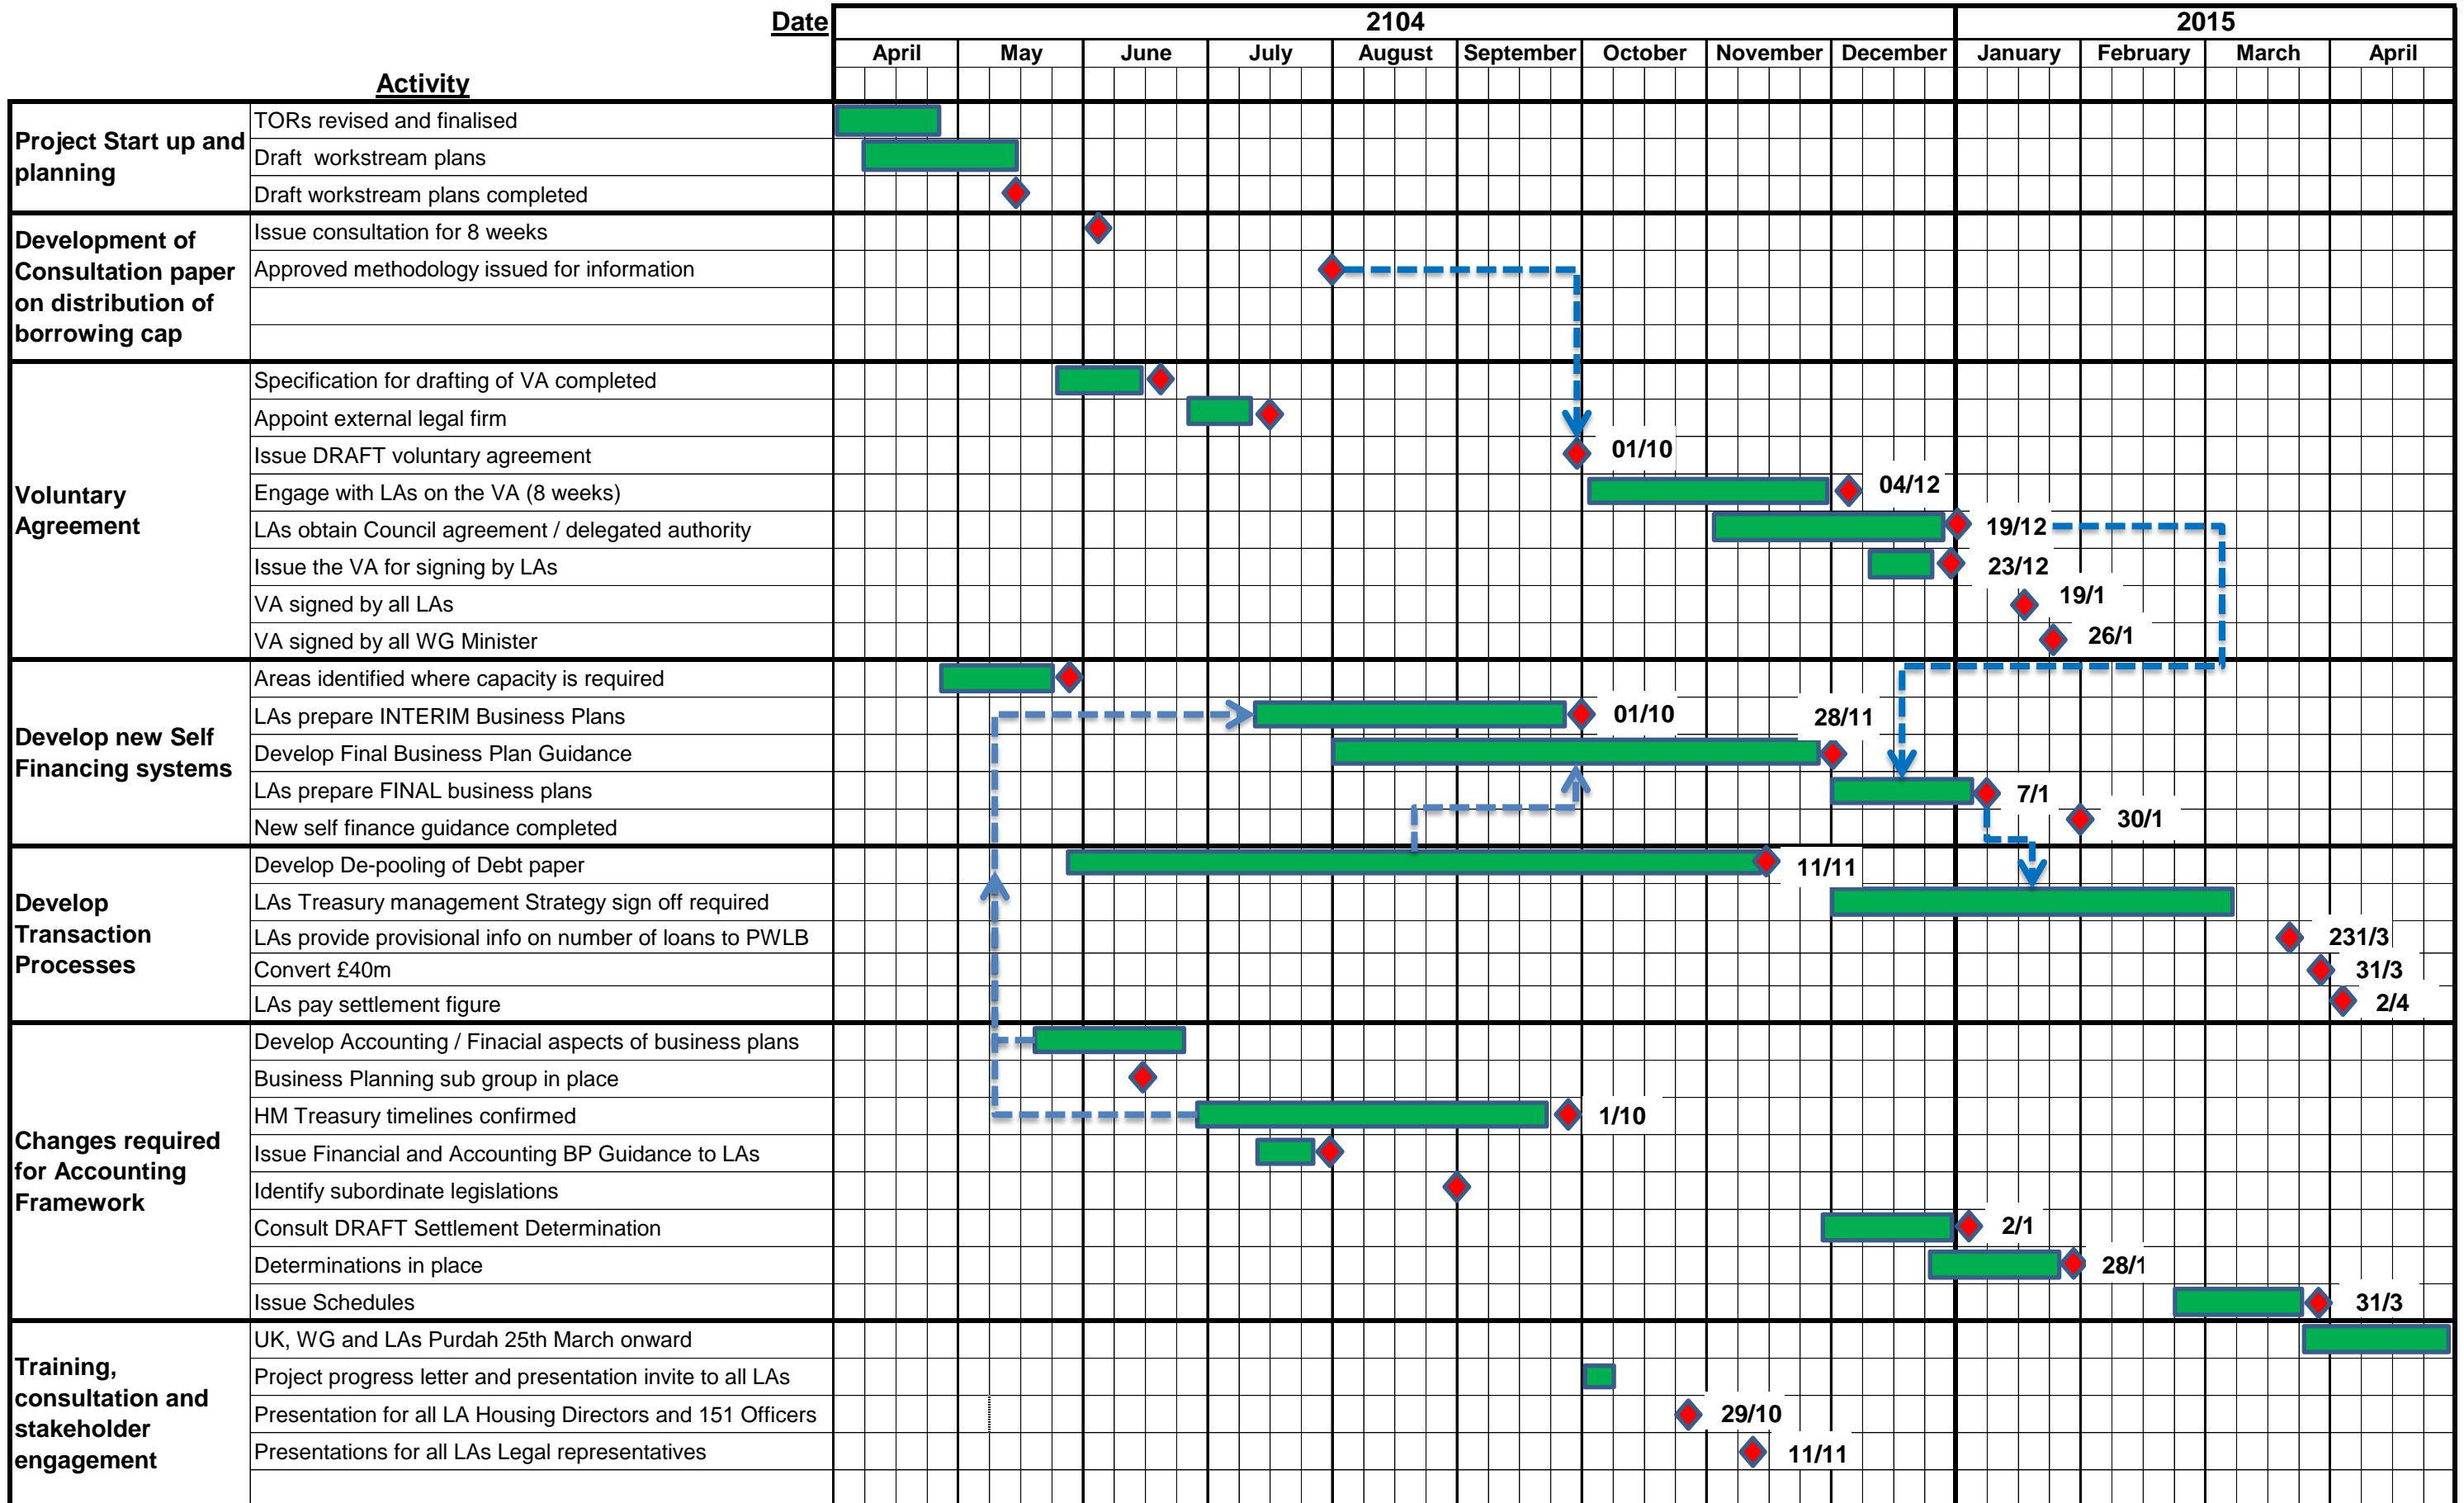 Date
2104
2015
April May June July August September October November December January February March April
Activity
Project Start up and
planning
TORs revised and finalised
Draft workstream plans
Draft workstream plans completed
Development of
Consultation paper
on distribution of
borrowing cap
Issue consultation for 8 weeks
Approved methodology issued for information
Voluntary
Agreement
Specification for drafting of VA completed
Appoint external legal firm
Issue DRAFT voluntary agreement
01/10
Engage with LAs on the VA (8 weeks)
04/12
LAs obtain Council agreement / delegated authority
19/12
Issue the VA for signing by LAs
23/12
VA signed by all LAs
19/1
VA signed by all WG Minister
26/1
Develop new Self
Financing systems
Areas identified where capacity is required
LAs prepare INTERIM Business Plans
01/10
28/11
Develop Final Business Plan Guidance
LAs prepare FINAL business plans
7/1
New self finance guidance completed
30/1
Develop
Transaction
Processes
Develop De-pooling of Debt paper
11/11
LAs Treasury management Strategy sign off required
LAs provide provisional info on number of loans to PWLB
231/3
Convert £40m
31/3
LAs pay settlement figure
2/4
Changes required
for Accounting
Framework
Develop Accounting / Finacial aspects of business plans
Business Planning sub group in place
HM Treasury timelines confirmed
1/10
Issue Financial and Accounting BP Guidance to LAs
Identify subordinate legislations
Consult DRAFT Settlement Determination
2/1
Determinations in place
28/1
Issue Schedules
31/3
Training,
consultation and
stakeholder
engagement
UK, WG and LAs Purdah 25th March onward
Project progress letter and presentation invite to all LAs
Presentation for all LA Housing Directors and 151 Officers
29/10
Presentations for all LAs Legal representatives
11/11